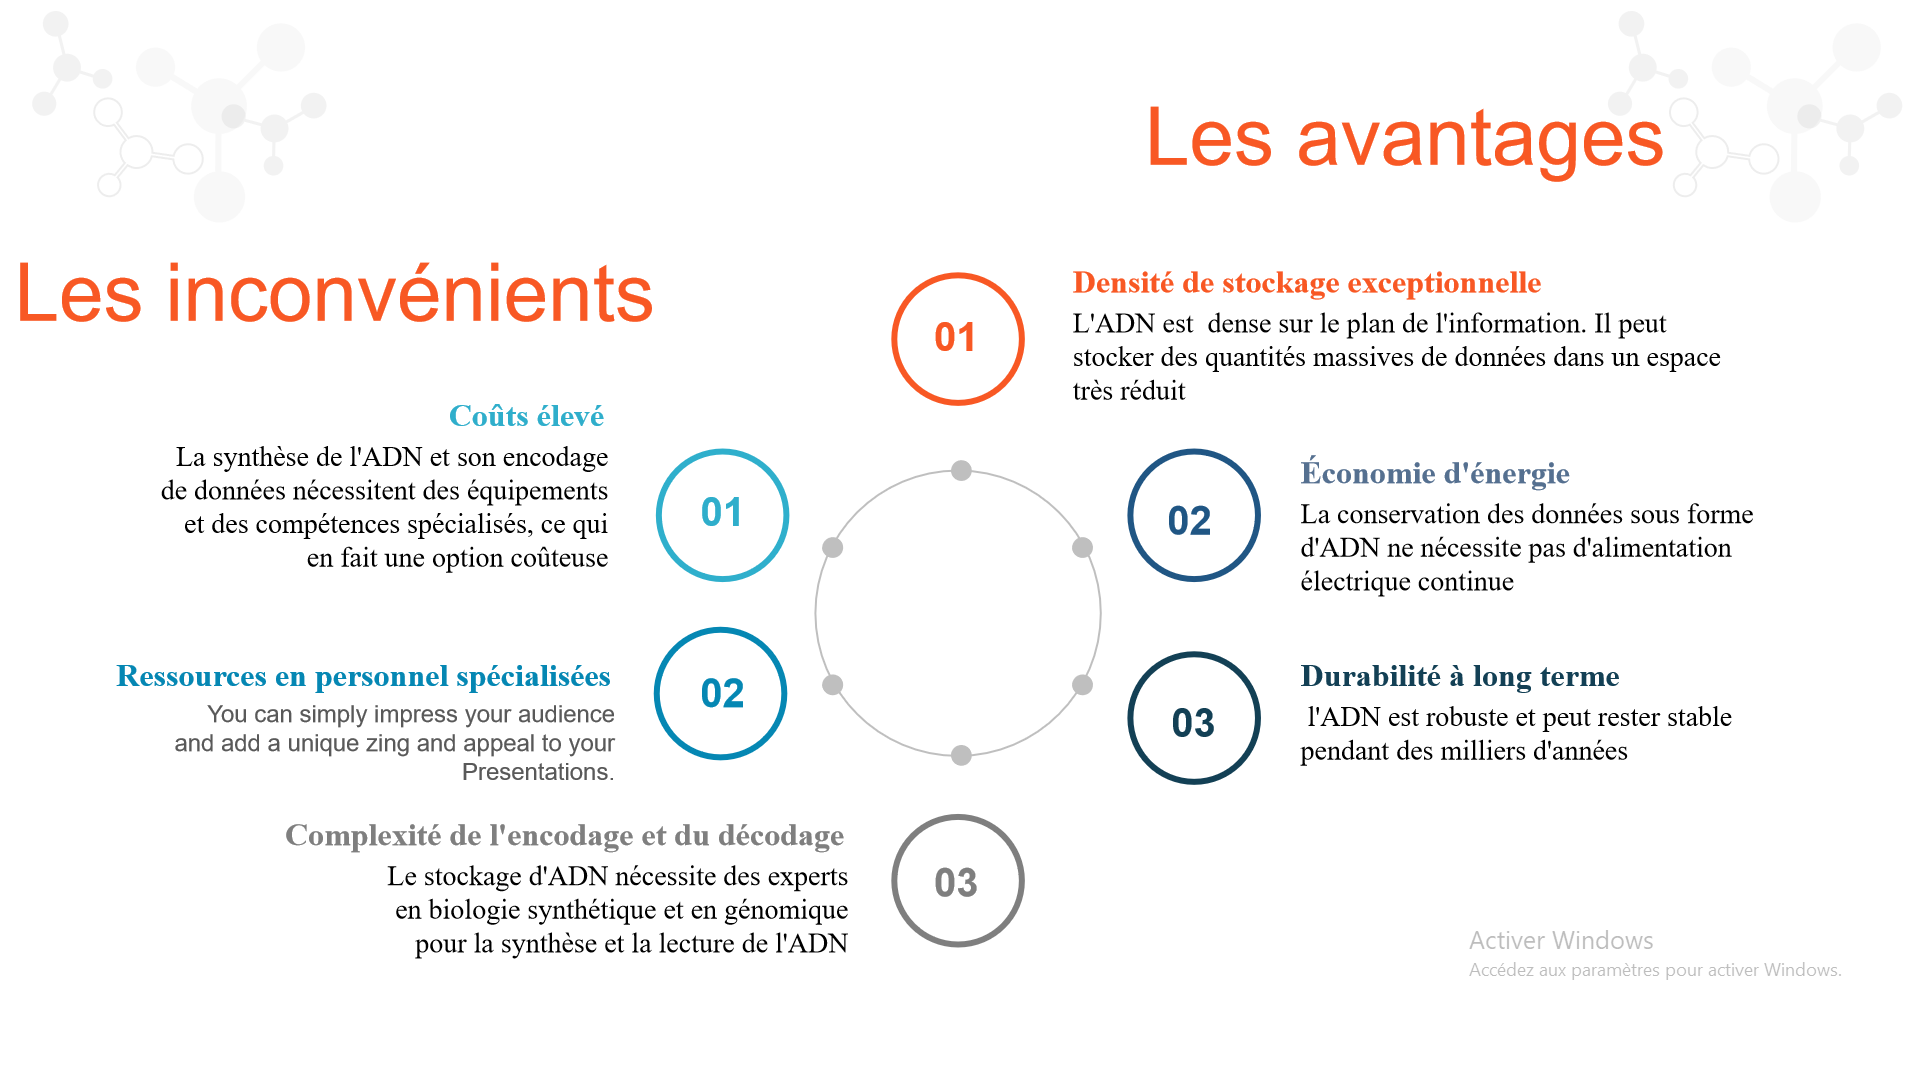 Les avantages
Les inconvénients
01
Densité de stockage exceptionnelle
L'ADN est  dense sur le plan de l'information. Il peut
stocker des quantités massives de données dans un espace
très réduit
Coûts élevé
La synthèse de l'ADN et son encodage
de données nécessitent des équipements
et des compétences spécialisés, ce qui
en fait une option coûteuse
01
02
Économie d'énergie
La conservation des données sous forme
d'ADN ne nécessite pas d'alimentation
électrique continue
Ressources en personnel spécialisées
You can simply impress your audience
and add a unique zing and appeal to your
Presentations.
02
03
Durabilité à long terme
l'ADN est robuste et peut rester stable
pendant des milliers d'années
Complexité de l'encodage et du décodage
Le stockage d'ADN nécessite des experts
en biologie synthétique et en génomique
pour la synthèse et la lecture de l'ADN
03
Activer Windows
Accédez aux paramètres pour activer Windows.